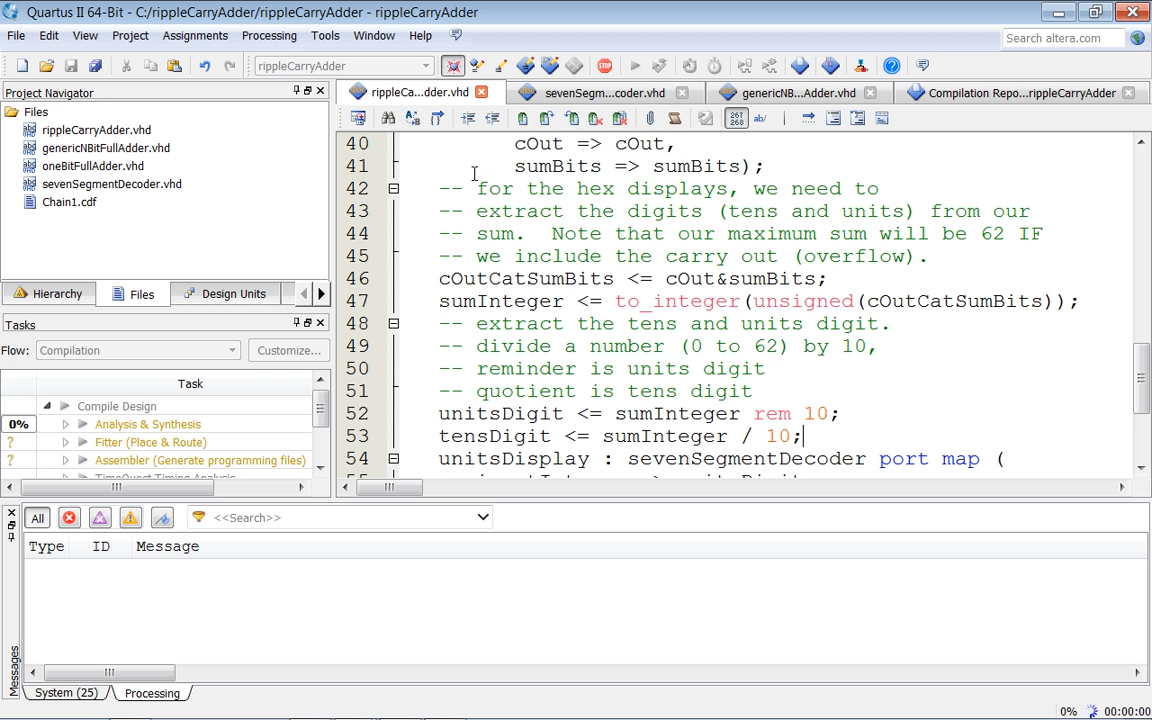 Quartus II 64-Bit - C:/rippleCarryAdder/rippleCarryAdder - rippleCarryAdder
File Edit View Project Assignments Processing Tools Window Help
Search altera.com
rippleCarryAdder
Project Navigator
Files
rippleCarryAdder.vhd
genericNBitFullAdder.vhd
oneBitFullAdder.vhd
sevenSegmentDecoder.vhd
Chain1.cdf
Hierarchy Files Design Units
Tasks
Flow: Compilation Customize...
Task
Compile Design
0% Analysis & Synthesis
? Fitter (Place & Route)
? Assembler (Generate programming files)
TimeQuest Timing Analysis
rippleCa...dder.vhd sevenSegm...coder.vhd genericNB...Adder.vhd Compilation Repo...rippleCarryAdder
267
268
ab/
40 cOut => cOut,
41 sumBits => sumBits);
42 -- for the hex displays, we need to
43 -- extract the digits (tens and units) from our
44 -- sum.  Note that our maximum sum will be 62 IF
45 -- we include the carry out (overflow).
46 cOutCatSumBits <= cOut&sumBits;
47 sumInteger <= to_integer(unsigned(cOutCatSumBits));
48 -- extract the tens and units digit.
49 -- divide a number (0 to 62) by 10,
50 -- reminder is units digit
51 -- quotient is tens digit
52 unitsDigit <= sumInteger rem 10;
53 tensDigit <= sumInteger / 10;
54 unitsDisplay : sevenSegmentDecoder port map (
All <<Search>>
Type ID Message
Messages
System (25) Processing
0% 00:00:00